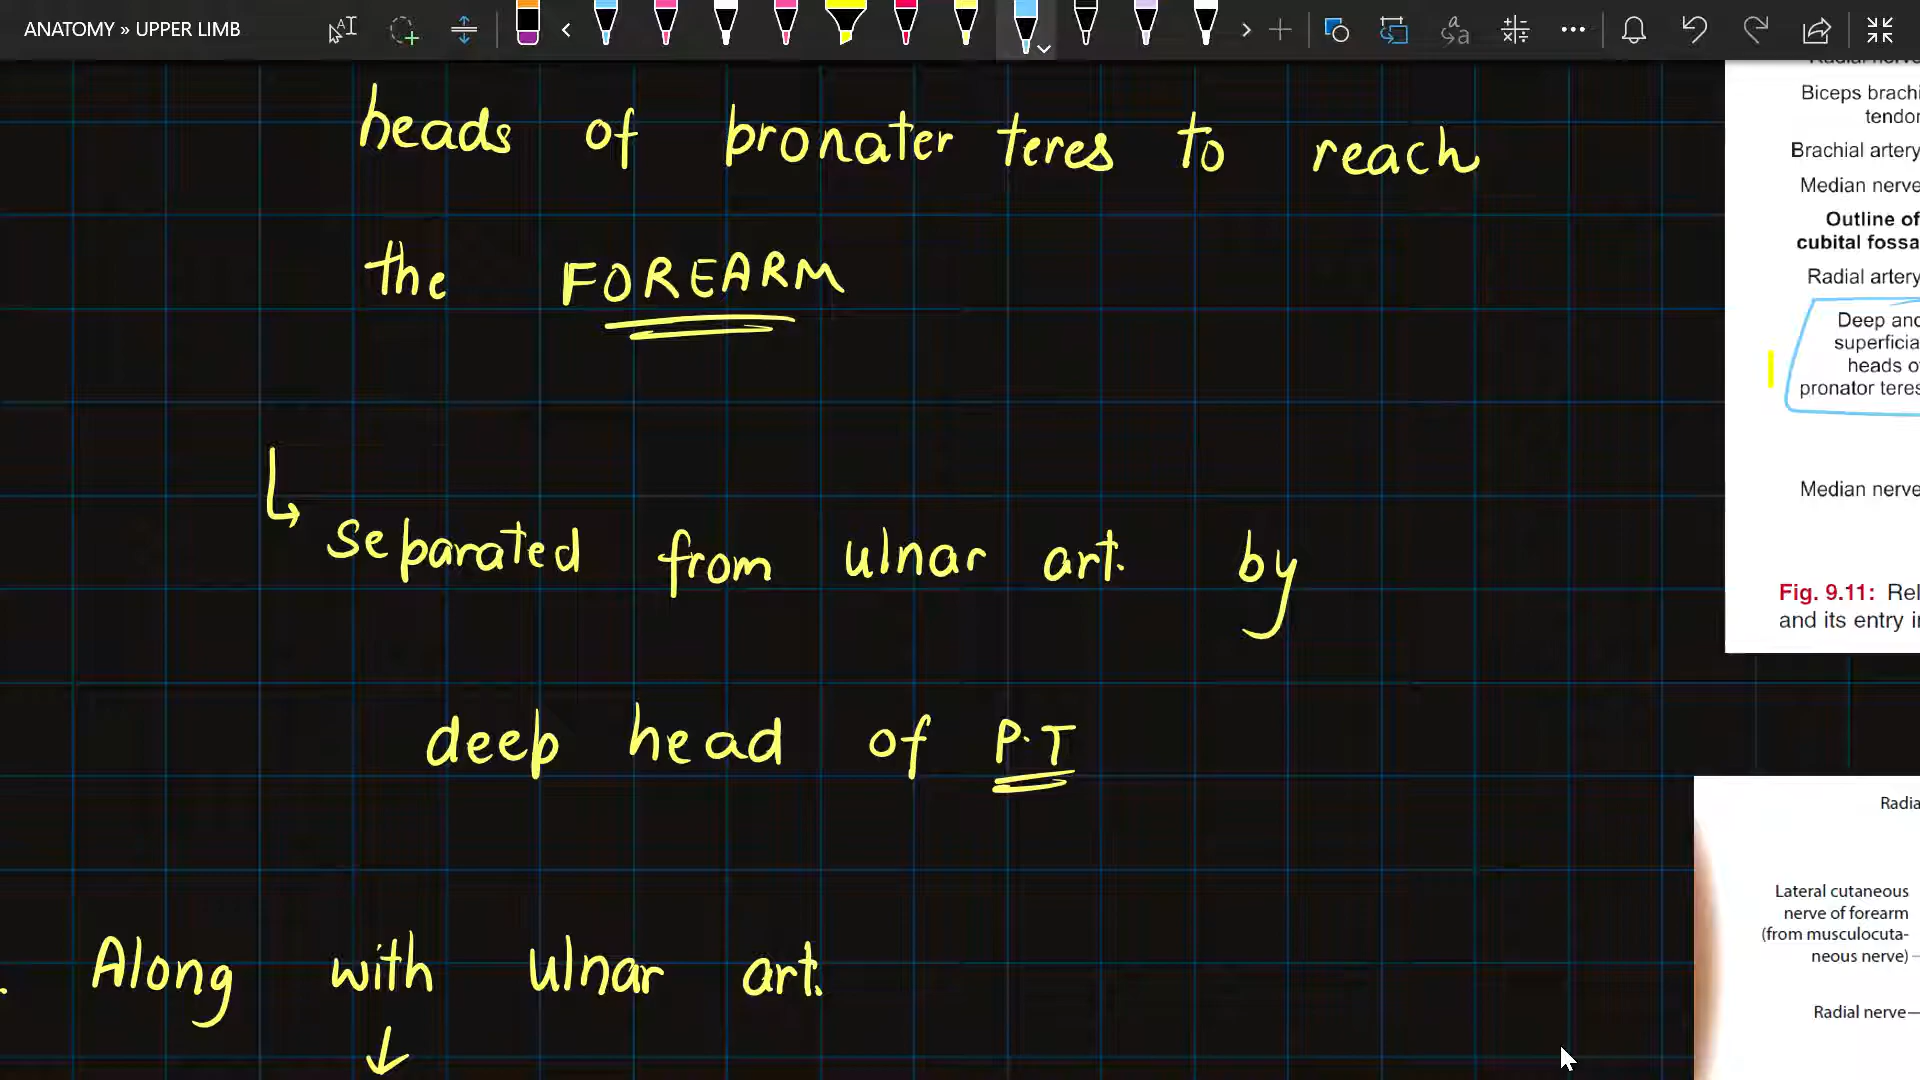 ANATOMY » UPPER LIMB
heads of pronater teres to reach
the FOREARM
separated from ulnar art. by
deep head of P.T
Along with ulnar art.
Biceps brachi
tendo
Brachial artery
Median nerve
Outline of
cubital fossa
Radial artery
Deep and
superficia
heads o
pronator teres
Median nerve
Fig. 9.11: Rel
and its entry i
Radia
Lateral cutaneous
nerve of forearm
(from musculocuta-
neous nerve)
Radial nerve